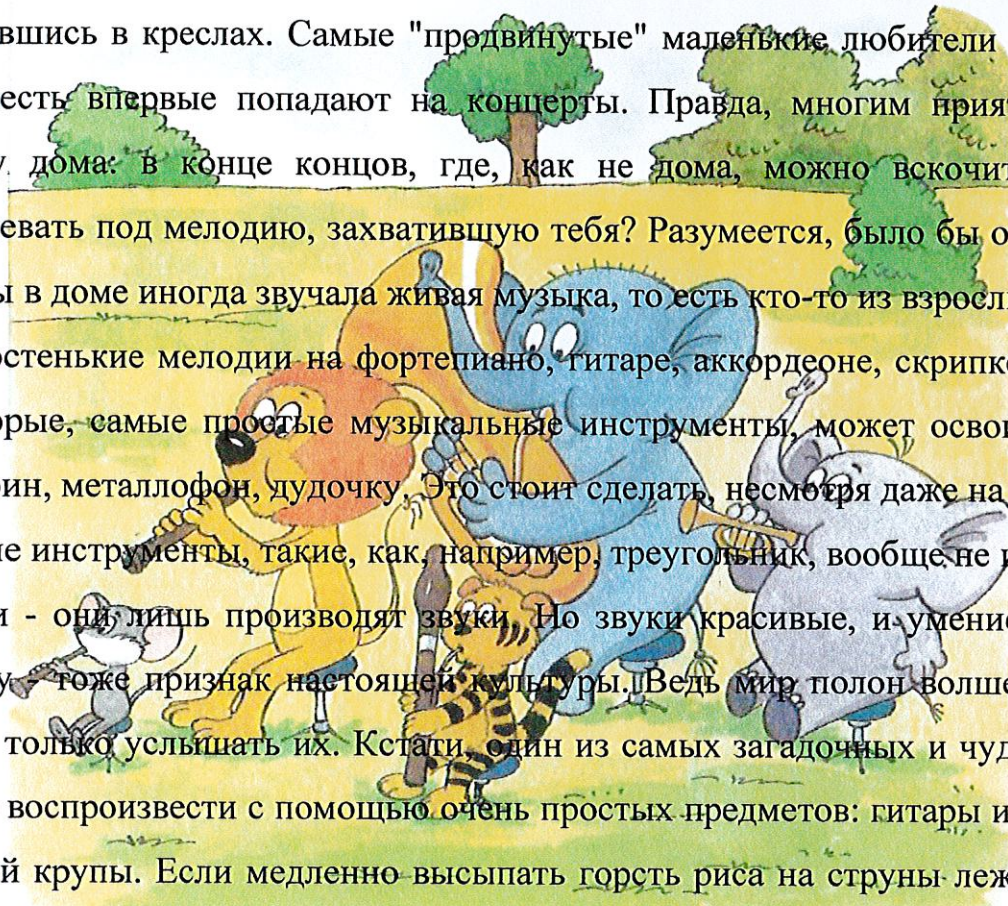 вшись в креслах. Самые "продвинутые" маленькие любители
есть впервые попадают на концерты. Правда, многим прия
у дома: в конце концов, где, как не дома, можно вскочит
евать под мелодию, захватившую тебя? Разумеется, было бы о
ы в доме иногда звучала живая музыка, то есть кто-то из взросл
остенькие мелодии на фортепиано, гитаре, аккордеоне, скрипке
орые, самые простые музыкальные инструменты, может осво
рин, металлофон, дудочку. Это стоит сделать, несмотря даже на
ые инструменты, такие, как, например, треугольник, вообще не
и - они лишь производят звуки. Но звуки красивые, и умение
у - тоже признак настоящей культуры. Ведь мир полон волше
только услышать их. Кстати, один из самых загадочных и чуд
воспроизвести с помощью очень простых предметов: гитары и
й крупы. Если медленно высыпать горсть риса на струны леж